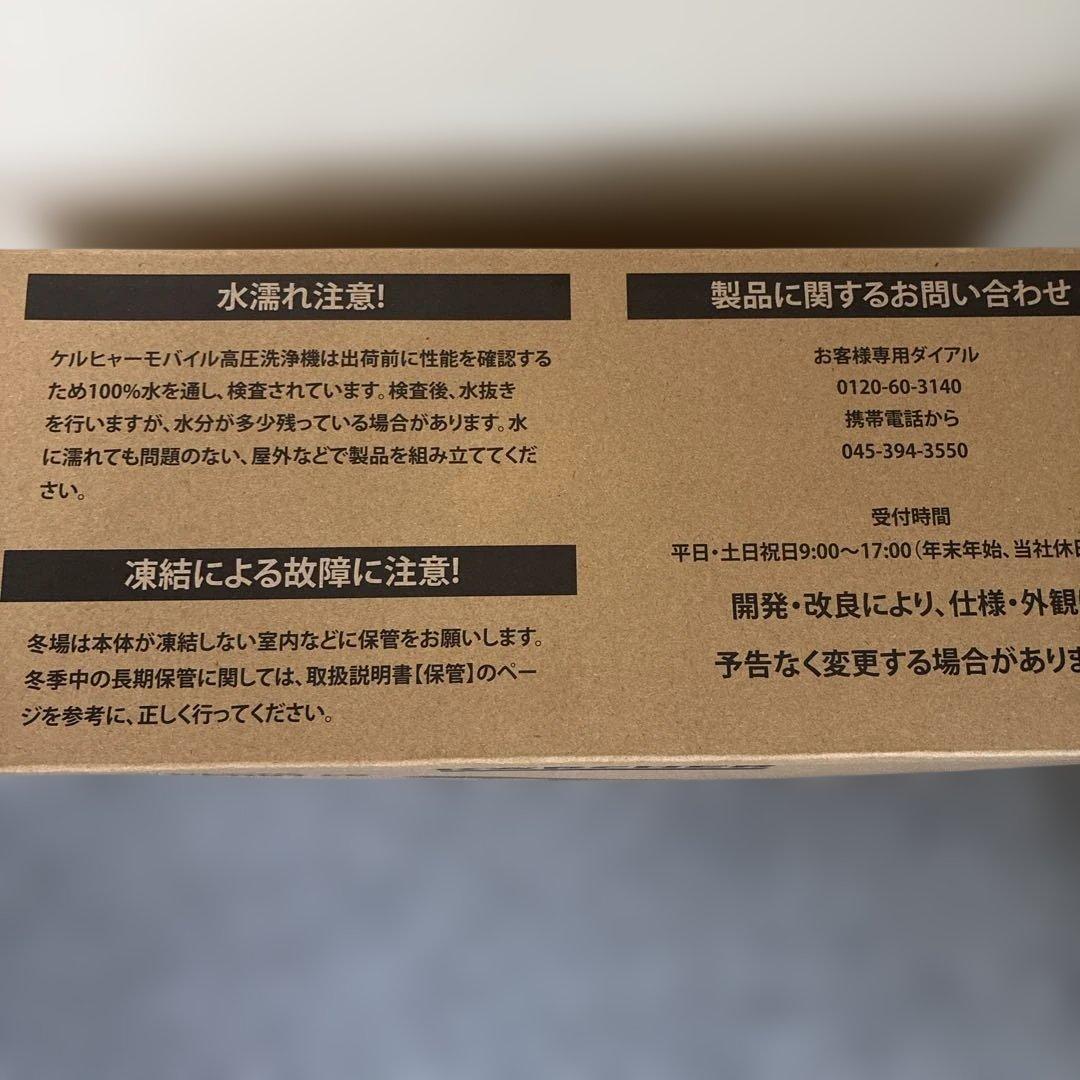 水濡れ注意!
ケルヒャーモバイル高圧洗浄機は出荷前に性能を確認する
ため100%水を通し、検査されています。検査後、水抜き
を行いますが、水分が多少残っている場合があります。水
に濡れても問題のない、屋外などで製品を組み立ててくだ
さい。
凍結による故障に注意!
冬場は本体が凍結しない室内などに保管をお願いします。
冬季中の長期保管に関しては、取扱説明書【保管】のペー
ジを参考に、正しく行ってください。
製品に関するお問い合わせ
お客様専用ダイアル
0120-60-3140
携帯電話から
045-394-3550
受付時間
平日・土日祝日9:00〜17:00（年末年始、当社休
開発・改良により、仕様・外観
予告なく変更する場合があり